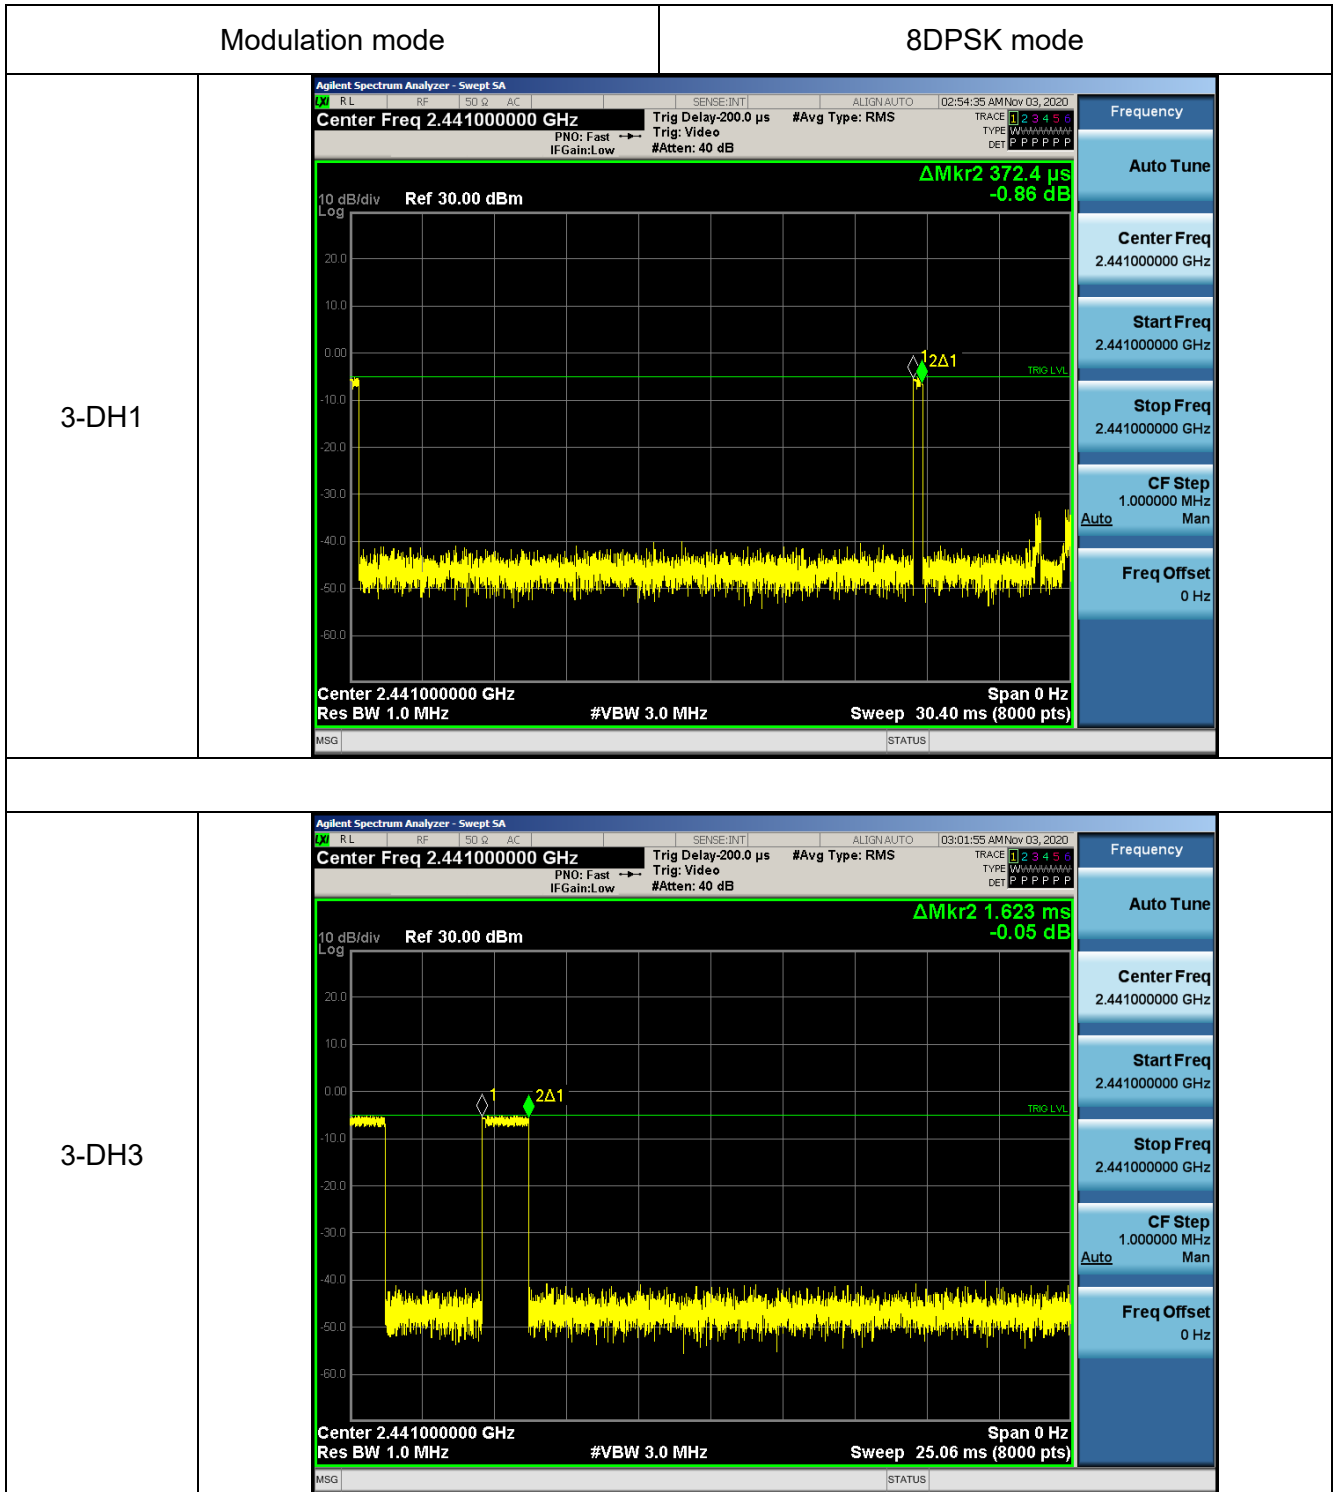 Modulation mode
8DPSK mode
3-DH1
Agilent Spectrum Analyzer - Swept SA
LXI RL RF 50 Ω AC SENSE:INT ALIGN AUTO 02:54:35 AM Nov 03, 2020
Center Freq 2.441000000 GHz
PNO: Fast
IFGain:Low
Trig Delay-200.0 µs
Trig: Video
#Atten: 40 dB
#Avg Type: RMS
TRACE 1 2 3 4 5 6
TYPE WWWWWW
DET P P P P P P
ΔMkr2 372.4 µs
-0.86 dB
10 dB/div
Log
Ref 30.00 dBm
20.0
10.0
0.00
-10.0
-20.0
-30.0
-40.0
-50.0
-60.0
1
2Δ1
TRIG LVL
Center 2.441000000 GHz
Span 0 Hz
Res BW 1.0 MHz
#VBW 3.0 MHz
Sweep 30.40 ms (8000 pts)
MSG
STATUS
Frequency
Auto Tune
Center Freq
2.441000000 GHz
Start Freq
2.441000000 GHz
Stop Freq
2.441000000 GHz
CF Step
1.000000 MHz
Auto Man
Freq Offset
0 Hz
3-DH3
Agilent Spectrum Analyzer - Swept SA
LXI RL RF 50 Ω AC SENSE:INT ALIGN AUTO 03:01:55 AM Nov 03, 2020
Center Freq 2.441000000 GHz
PNO: Fast
IFGain:Low
Trig Delay-200.0 µs
Trig: Video
#Atten: 40 dB
#Avg Type: RMS
TRACE 1 2 3 4 5 6
TYPE WWWWWW
DET P P P P P P
ΔMkr2 1.623 ms
-0.05 dB
10 dB/div
Log
Ref 30.00 dBm
20.0
10.0
0.00
-10.0
-20.0
-30.0
-40.0
-50.0
-60.0
1
2Δ1
TRIG LVL
Center 2.441000000 GHz
Span 0 Hz
Res BW 1.0 MHz
#VBW 3.0 MHz
Sweep 25.06 ms (8000 pts)
MSG
STATUS
Frequency
Auto Tune
Center Freq
2.441000000 GHz
Start Freq
2.441000000 GHz
Stop Freq
2.441000000 GHz
CF Step
1.000000 MHz
Auto Man
Freq Offset
0 Hz